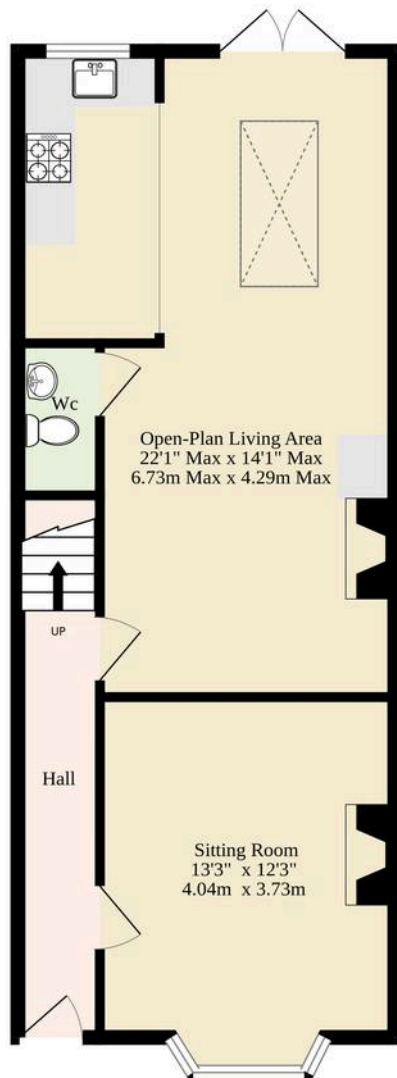 Wc
Open-Plan Living Area
22'1" Max x 14'1" Max
6.73m Max x 4.29m Max
UP
Hall
Sitting Room
13'3" x 12'3"
4.04m x 3.73m